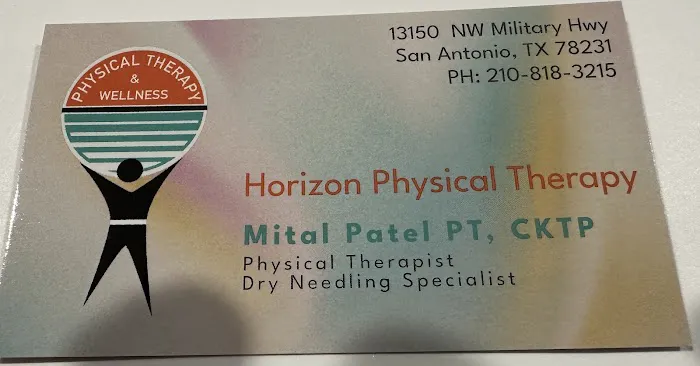 PHYSICAL THERAPY
&
WELLNESS
13150 NW Military Hwy
San Antonio, TX 78231
PH: 210-818-3215
Horizon Physical Therapy
Mital Patel PT, CKTP
Physical Therapist
Dry Needling Specialist